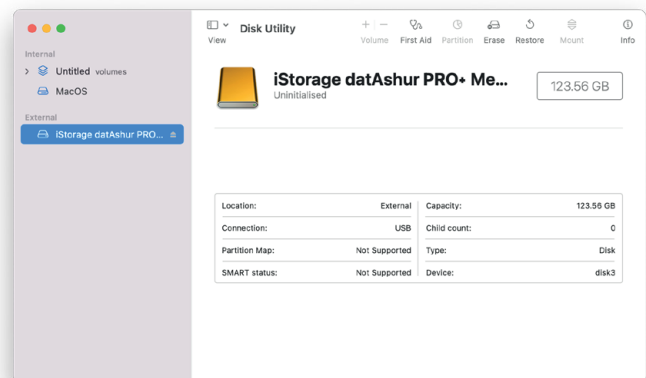 Disk Utility
View
Volume First Aid Partition Erase Restore Mount Info
Internal
Untitled volumes
MacOS
External
iStorage datAshur PRO...
iStorage datAshur PRO+ Me...
Uninitialised
123.56 GB
Location: External
Capacity: 123.56 GB
Connection: USB
Child count: 0
Partition Map: Not Supported
Type: Disk
SMART status: Not Supported
Device: disk3